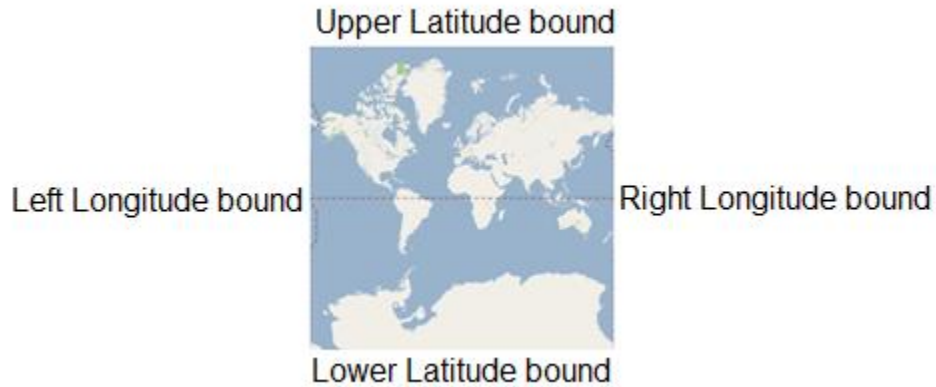 Upper Latitude bound
Left Longitude bound
Right Longitude bound
Lower Latitude bound